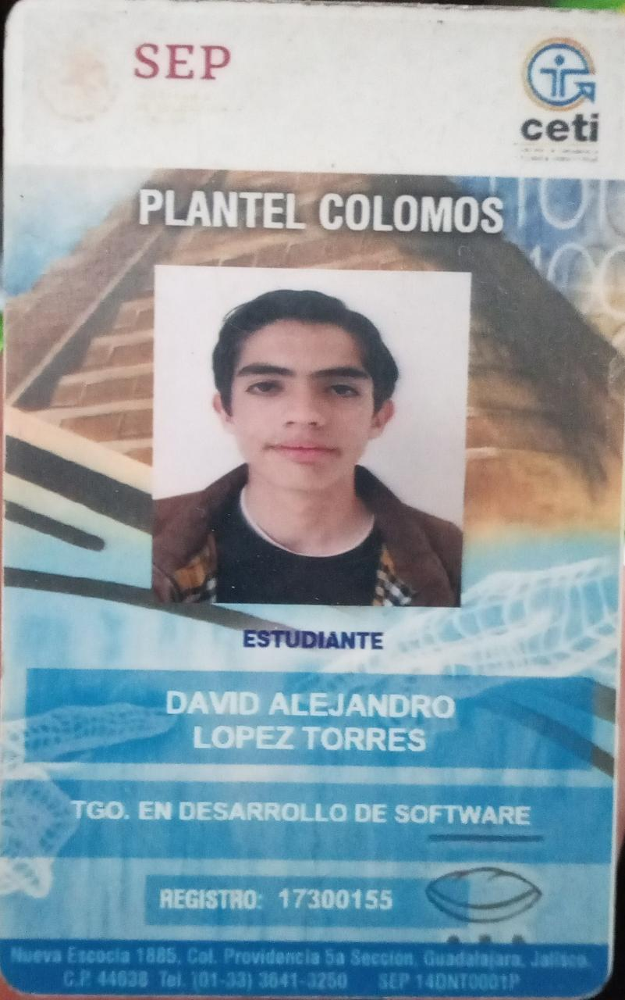 SEP
ceti
PLANTEL COLOMOS
ESTUDIANTE
DAVID ALEJANDRO
LOPEZ TORRES
TGO. EN DESARROLLO DE SOFTWARE
REGISTRO: 17300155
Nueva Escocia 1885, Col. Providencia 5a Sección, Guadalajara, Jalisco.
C.P. 44638 Tel. (01-33) 3641-3250 SEP 14DNT0001P